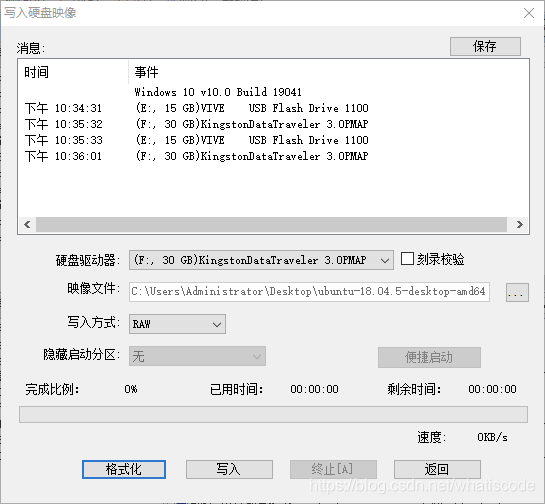 写入硬盘映像
消息:
保存
时间 事件
Windows 10 v10.0 Build 19041
下午 10:34:31 (E:, 15 GB)VIVE USB Flash Drive 1100
下午 10:35:32 (F:, 30 GB)KingstonDataTraveler 3.0PMAP
下午 10:35:33 (E:, 15 GB)VIVE USB Flash Drive 1100
下午 10:36:01 (F:, 30 GB)KingstonDataTraveler 3.0PMAP
硬盘驱动器: (F:, 30 GB)KingstonDataTraveler 3.0PMAP 刻录校验
映像文件: C:\Users\Administrator\Desktop\ubuntu-18.04.5-desktop-amd64 ...
写入方式: RAW
隐藏启动分区: 无 便捷启动
完成比例: 0% 已用时间: 00:00:00 剩余时间: 00:00:00
速度: 0KB/s
格式化 写入 终止[A] 返回
https://blog.csdn.net/whatiscode